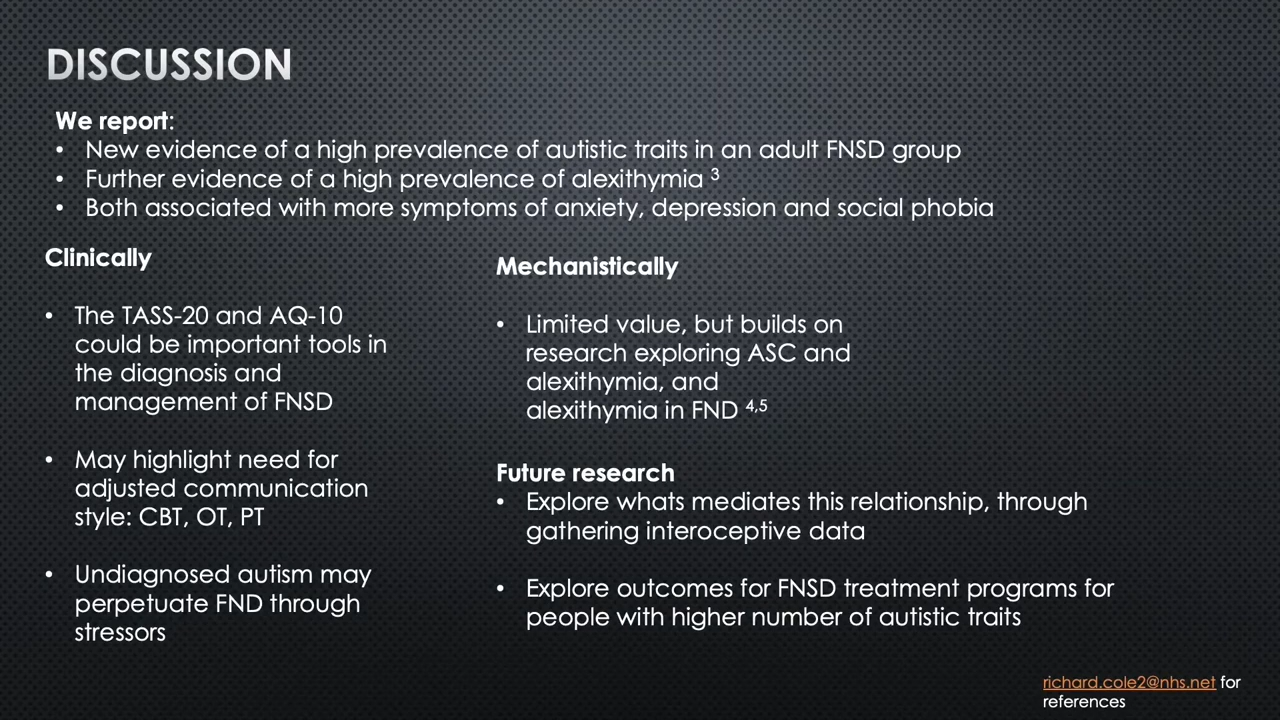 DISCUSSION
We report:
• New evidence of a high prevalence of autistic traits in an adult FNSD group
• Further evidence of a high prevalence of alexithymia 3
• Both associated with more symptoms of anxiety, depression and social phobia
Clinically
• The TASS-20 and AQ-10
could be important tools in
the diagnosis and
management of FNSD
• May highlight need for
adjusted communication
style: CBT, OT, PT
• Undiagnosed autism may
perpetuate FND through
stressors
Mechanistically
• Limited value, but builds on
research exploring ASC and
alexithymia, and
alexithymia in FND 4,5
Future research
• Explore whats mediates this relationship, through
gathering interoceptive data
• Explore outcomes for FNSD treatment programs for
people with higher number of autistic traits
richard.cole2@nhs.net for
references